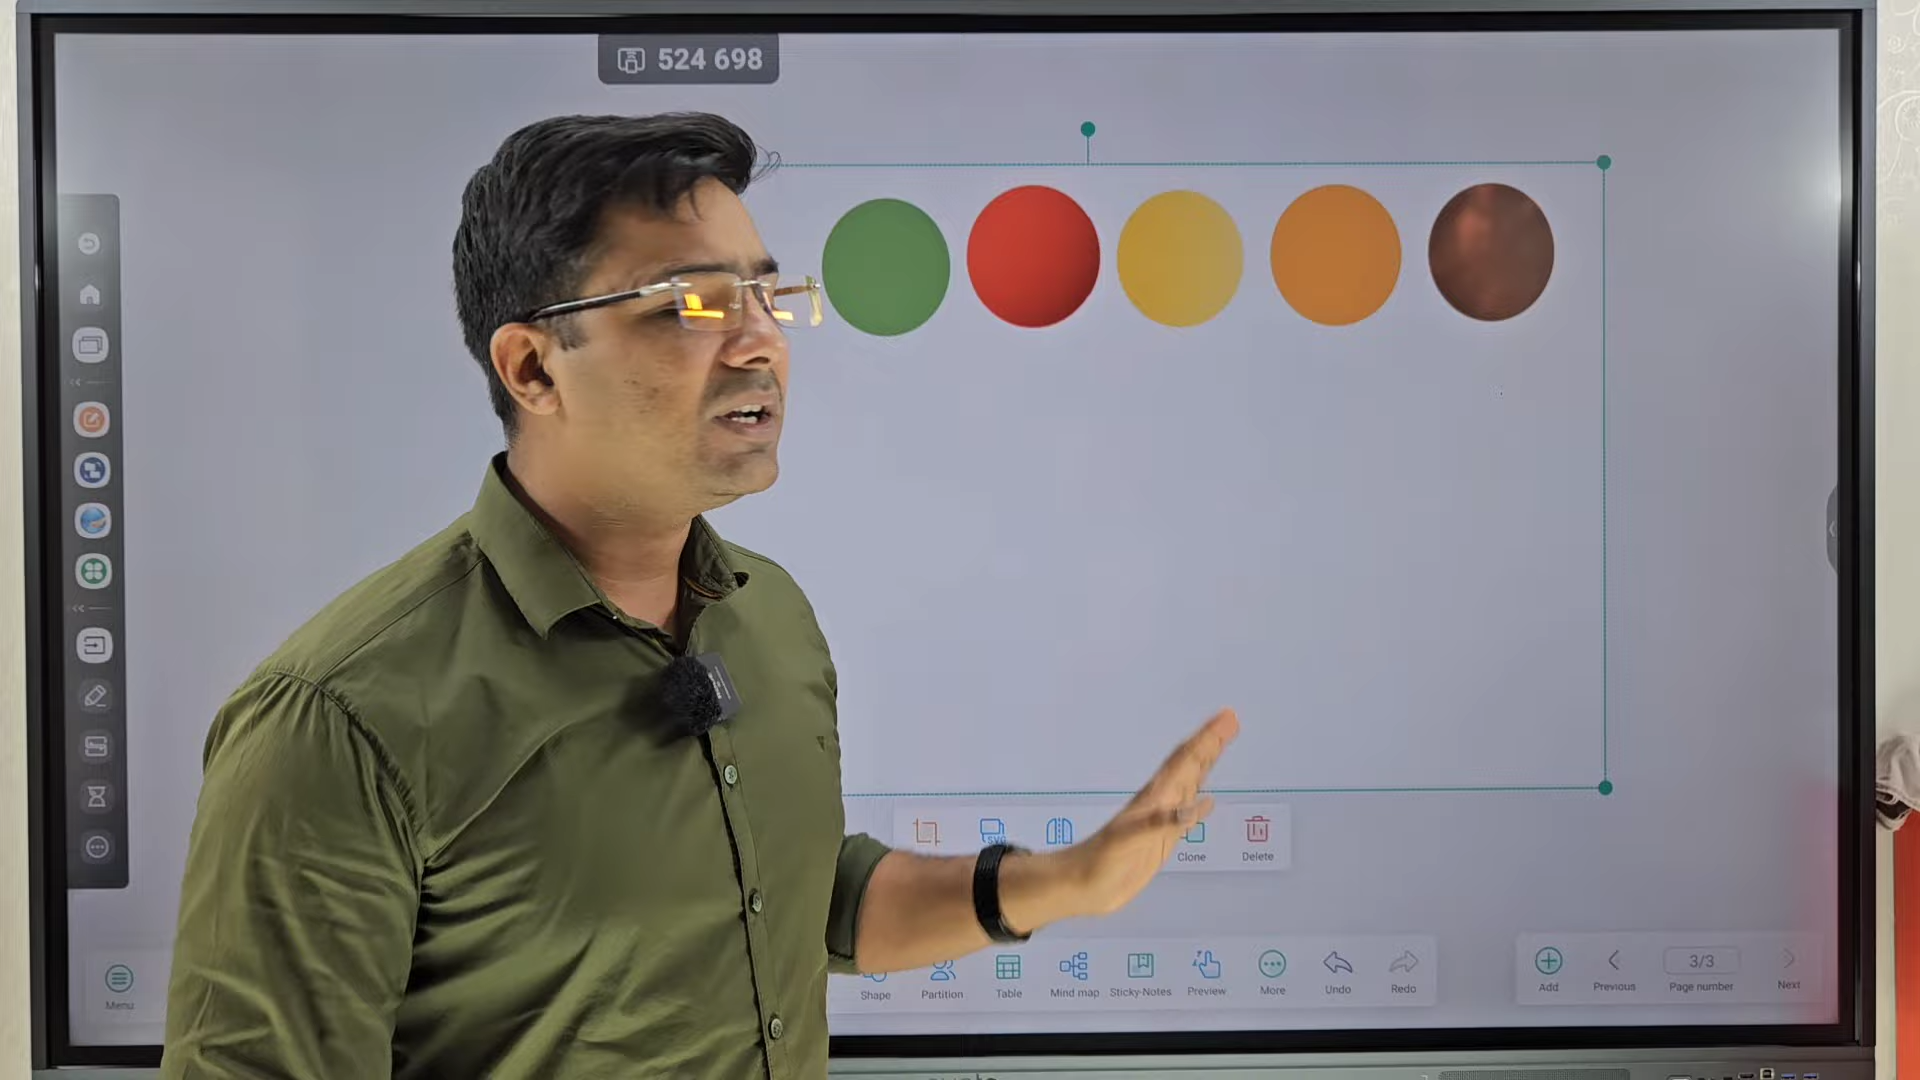 524 698
SVG
Clone
Delete
Menu
Shape
Partition
Table
Mind map
Sticky-Notes
Preview
More
Undo
Redo
Add
Previous
3/3
Page number
Next